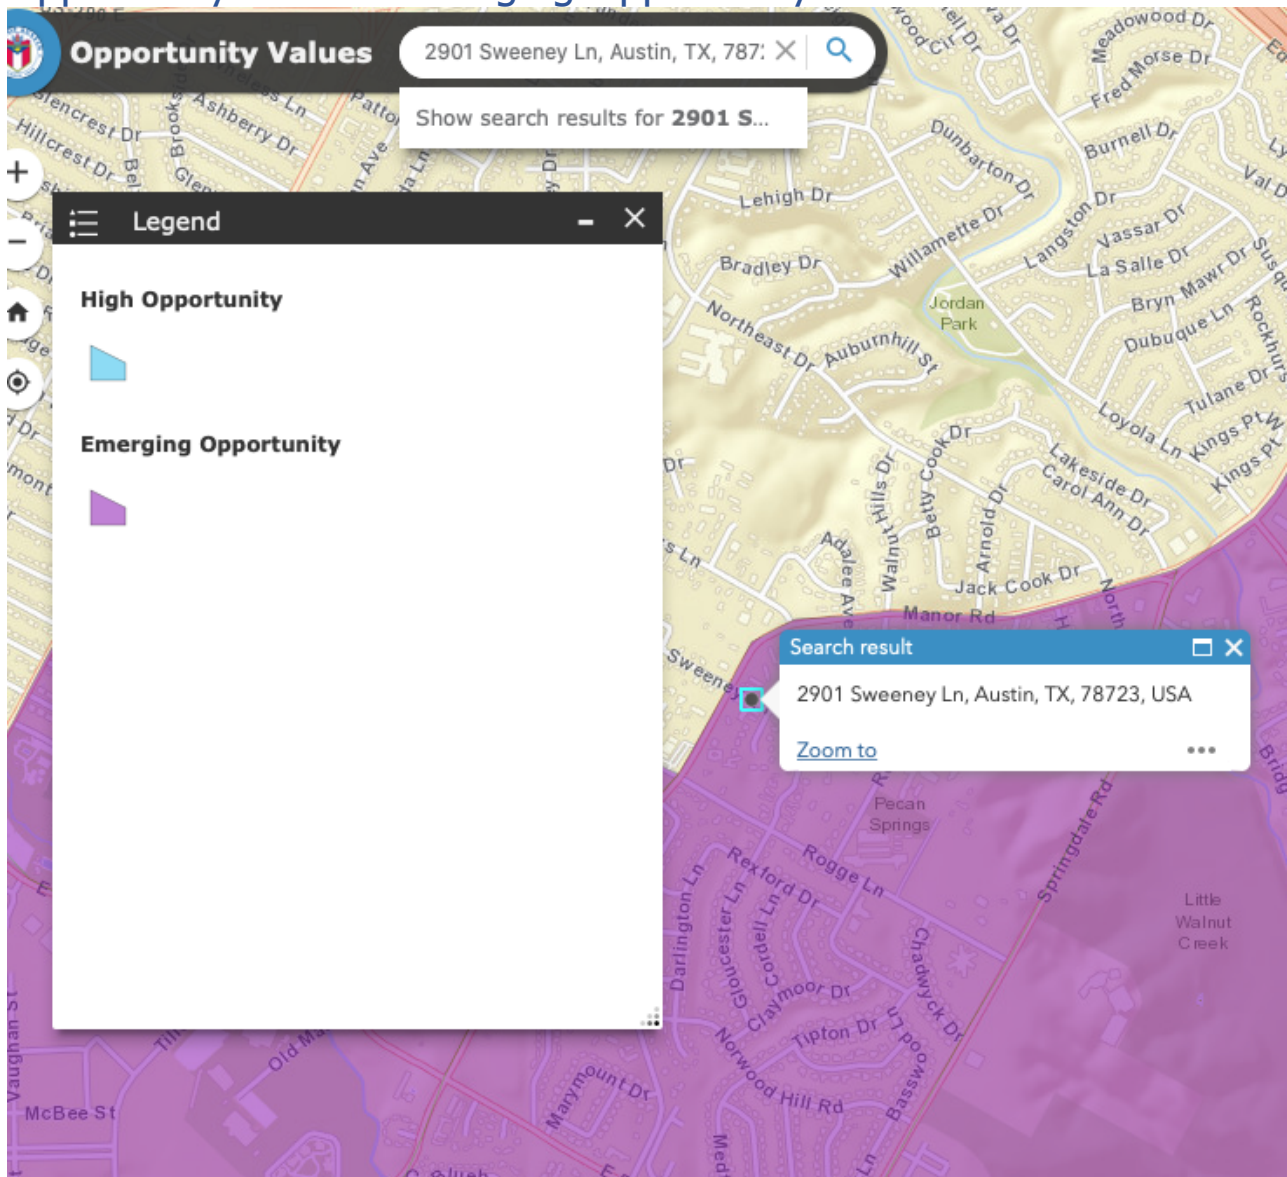 Opportunity Values
2901 Sweeney Ln, Austin, TX, 787
Show search results for 2901 S...
Legend
High Opportunity
Emerging Opportunity
Search result
2901 Sweeney Ln, Austin, TX, 78723, USA
Zoom to
Meadowood Dr
Morse Dr
Fred
Glencrest Dr
Ashberry Dr
Hillcrest Dr
Dunbarton Dr
Burnell Dr
Lehigh Dr
Langston Dr
Vassar Dr
Willamette Dr
La Salle Dr
Bradley Dr
Bryn Mawr Dr
Jordan
Park
Northeast Dr
Auburnhill St
Dubuque Ln
Tulane Dr
Loyola Ln
Kings Pt W
Kings Pt
Walnut Hills Dr
Betty Cook Dr
Lakeside Dr
Carol Ann Dr
Arnold Dr
Adalee Ave
Jack Cook Dr
Manor Rd
Sweeney
Pecan
Springs
Springdale Rd
Rogge Ln
Rexford Dr
Little
Walnut
Creek
Darlington Ln
Gloucester Ln
Cordell Ln
Chadwyck Dr
Claymoor Dr
Tipton Dr
Norwood Hill Rd
Basswood Ln
Marymount Dr
Vaughan St
McBee St
Old